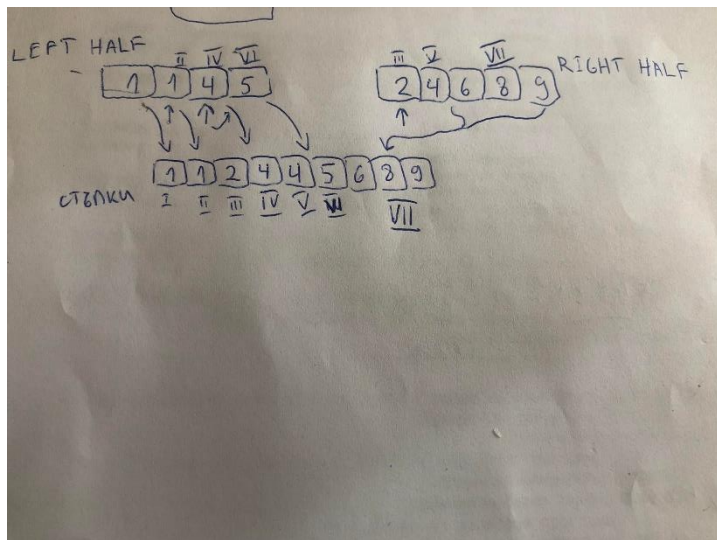 LEFT HALF
II IV VI
1 1 4 5
III V VII
2 4 6 8 9
RIGHT HALF
1 1 2 4 4 5 6 8 9
СТЪПКИ I II III IV V VI VII